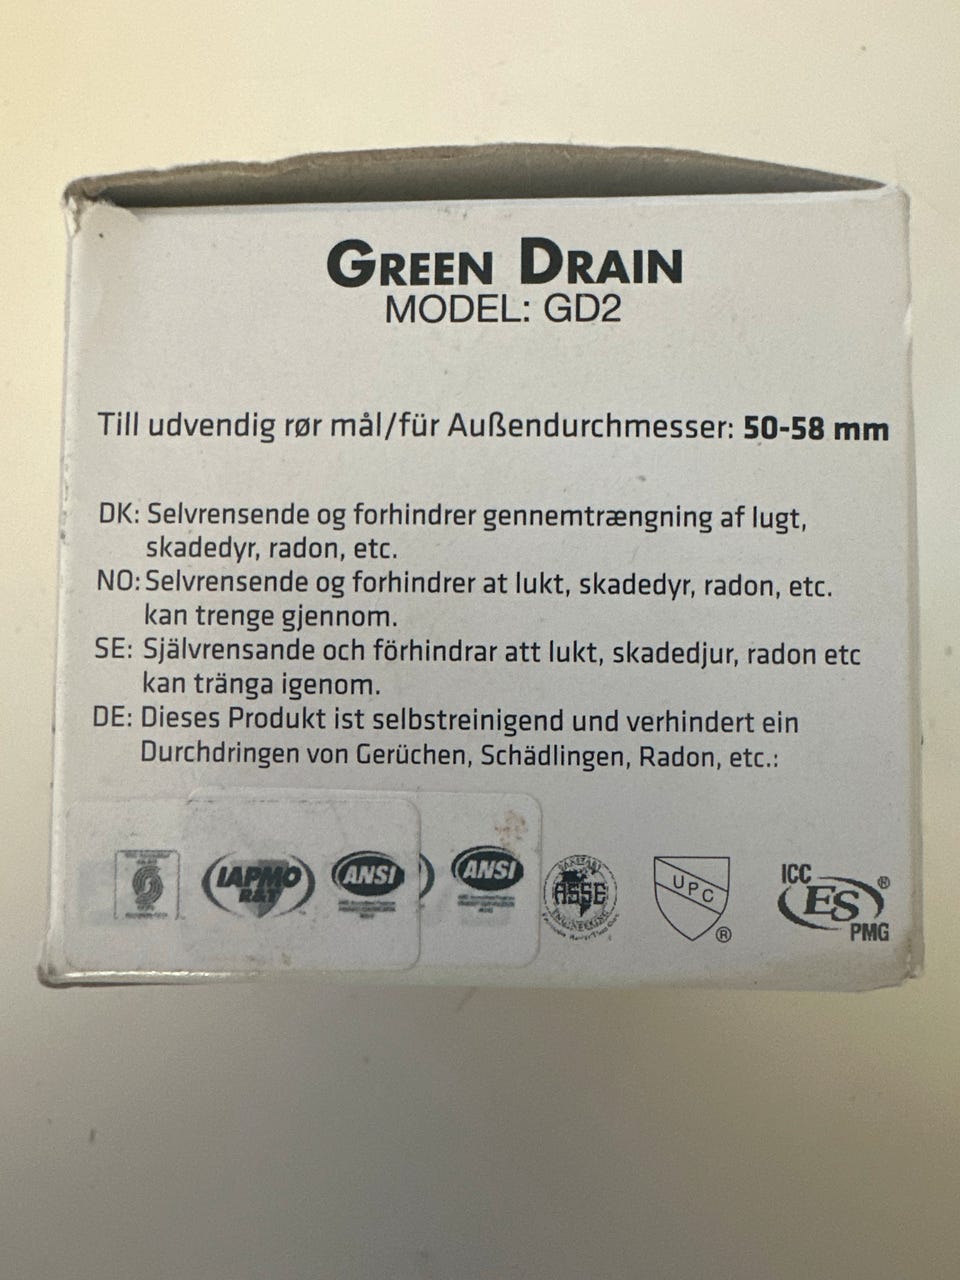 GREEN DRAIN
MODEL: GD2
Till udvendig rør mål/für Außendurchmesser: 50-58 mm
DK: Selvrensende og forhindrer gennemtrængning af lugt,
skadedyr, radon, etc.
NO: Selvrensende og forhindrer at lukt, skadedyr, radon, etc.
kan trenge gjennom.
SE: Självrensande och förhindrar att lukt, skadedjur, radon etc
kan tränga igenom.
DE: Dieses Produkt ist selbstreinigend und verhindert ein
Durchdringen von Gerüchen, Schädlingen, Radon, etc.:
IAPMO
R&T
ANSI
ANSI
SANITARY
ASSE
ENGINEERING
UPC
®
ICC
ES
®
PMG